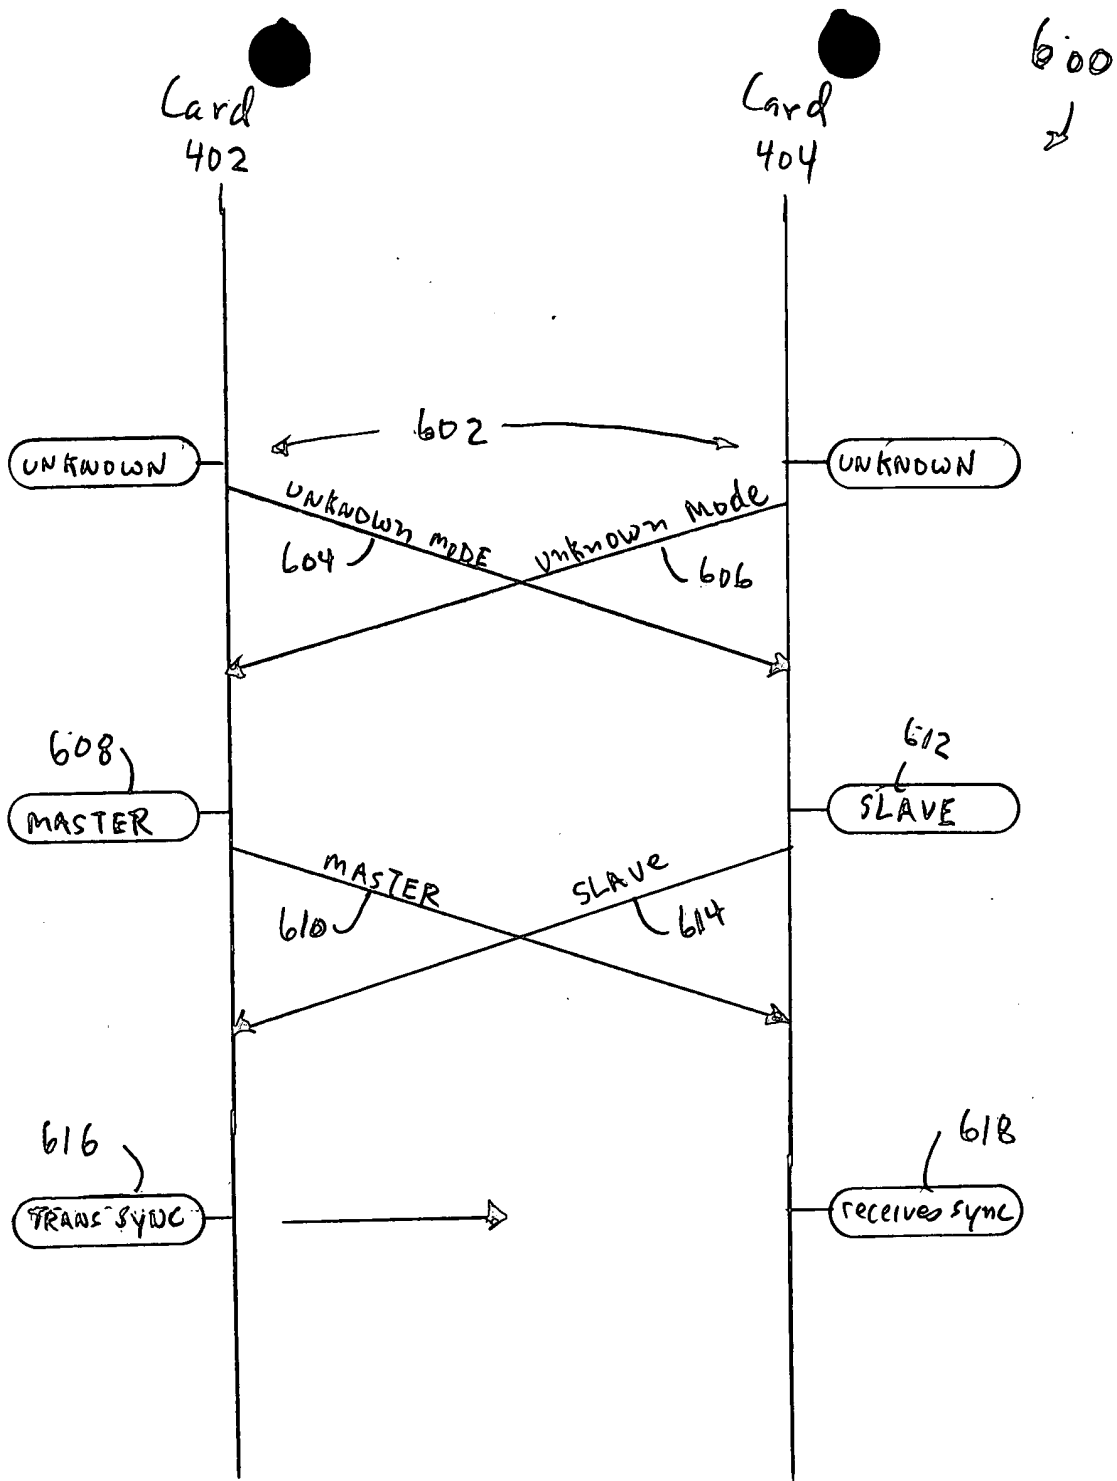 600
Card
402
Card
404
602
UNKNOWN
UNKNOWN
UNKNOWN MODE
UNKNOWN Mode
604
606
608
612
MASTER
SLAVE
MASTER
SLAVE
610
614
616
618
TRANS SYNC
receives sync